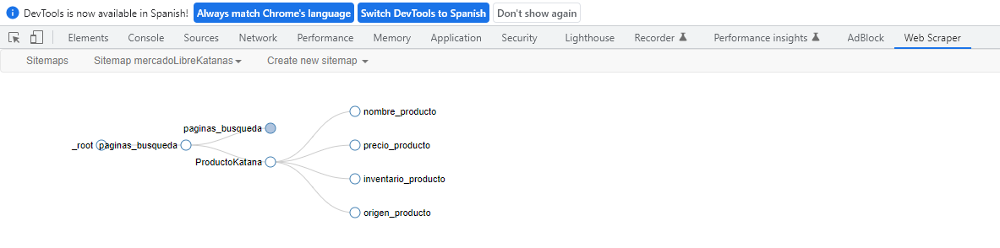 DevTools is now available in Spanish! Always match Chrome's language Switch DevTools to Spanish Don't show again
Elements Console Sources Network Performance Memory Application Security Lighthouse Recorder Performance insights AdBlock Web Scraper
Sitemaps Sitemap mercadoLibreKatanas Create new sitemap
nombre_producto
paginas_busqueda
_root paginas_busqueda precio_producto
ProductoKatana
inventario_producto
origen_producto